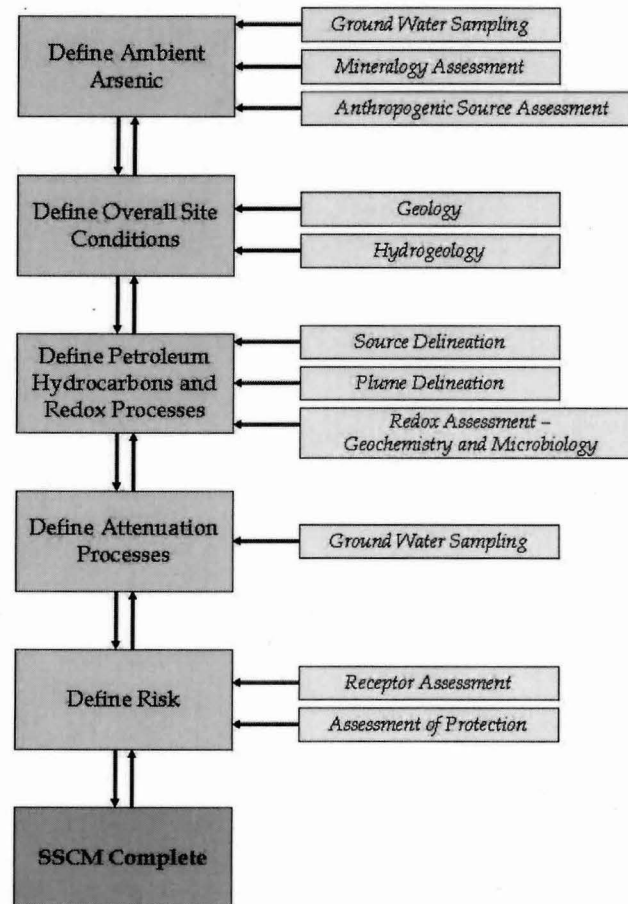 Define Ambient
Arsenic
Ground Water Sampling
Mineralogy Assessment
Anthropogenic Source Assessment
Define Overall Site
Conditions
Geology
Hydrogeology
Define Petroleum
Hydrocarbons and
Redox Processes
Source Delineation
Plume Delineation
Redox Assessment –
Geochemistry and Microbiology
Define Attenuation
Processes
Ground Water Sampling
Define Risk
Receptor Assessment
Assessment of Protection
SSCM Complete